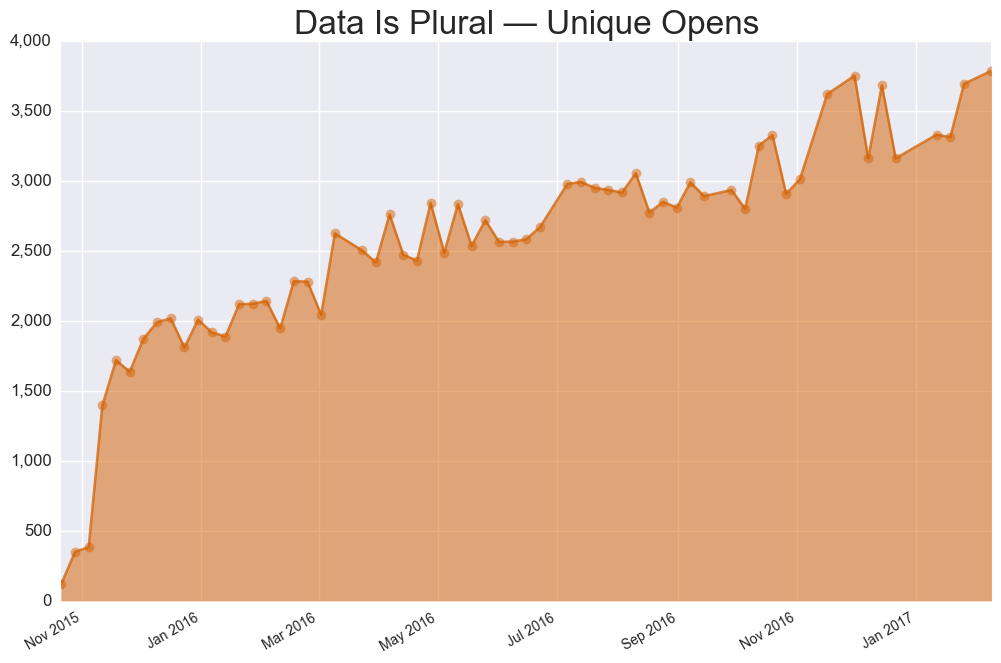 Data Is Plural — Unique Opens
4,000
3,500
3,000
2,500
2,000
1,500
1,000
500
0
Nov 2015
Jan 2016
Mar 2016
May 2016
Jul 2016
Sep 2016
Nov 2016
Jan 2017